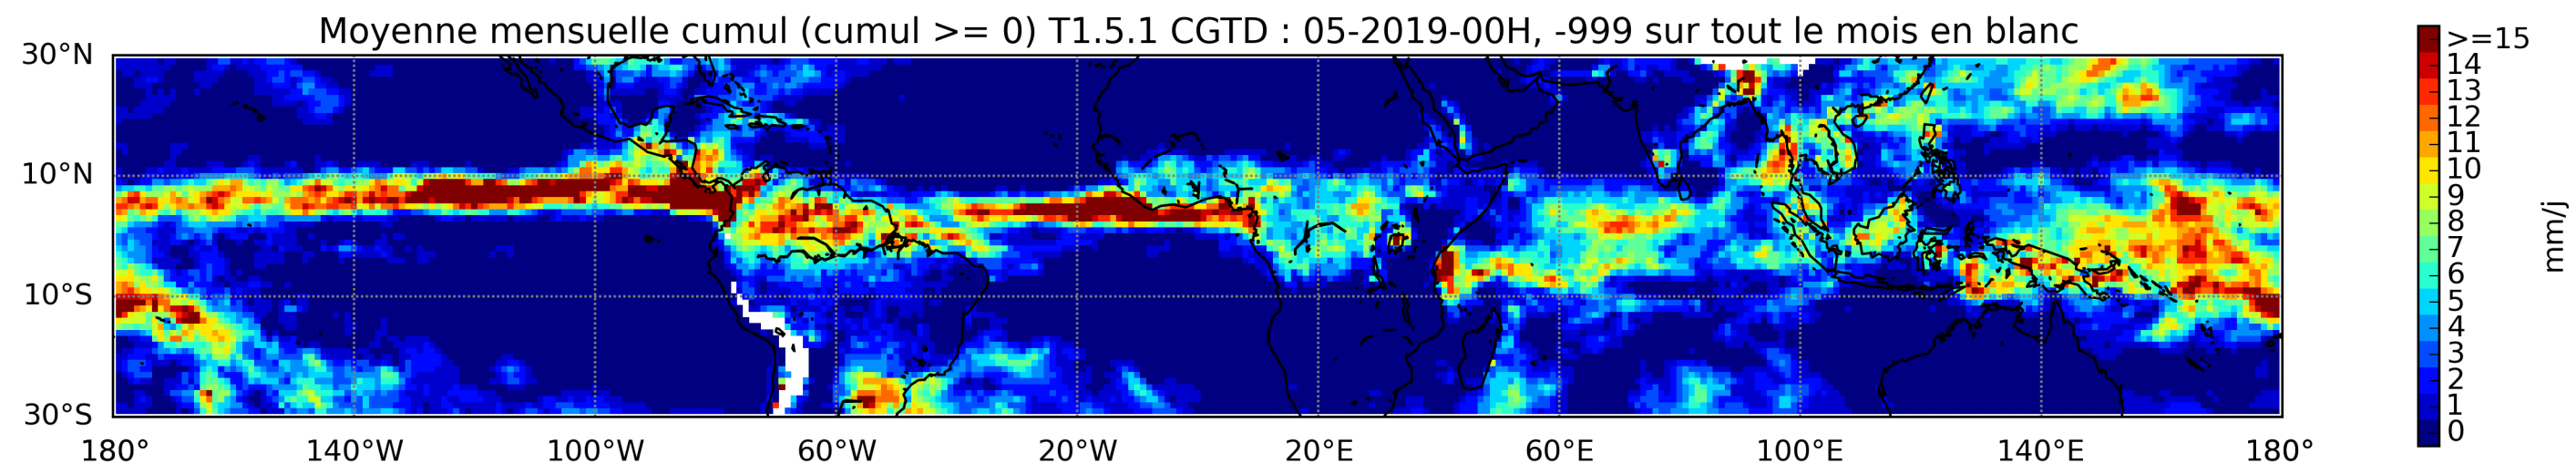 Moyenne mensuelle cumul (cumul >= 0) T1.5.1 CGTD : 05-2019-00H, -999 sur tout le mois en blanc
30°N
10°N
10°S
30°S
180°
140°W
100°W
60°W
20°W
20°E
60°E
100°E
140°E
180°
>=15
14
13
12
11
10
9
8
7
6
5
4
3
2
1
0
mm/j